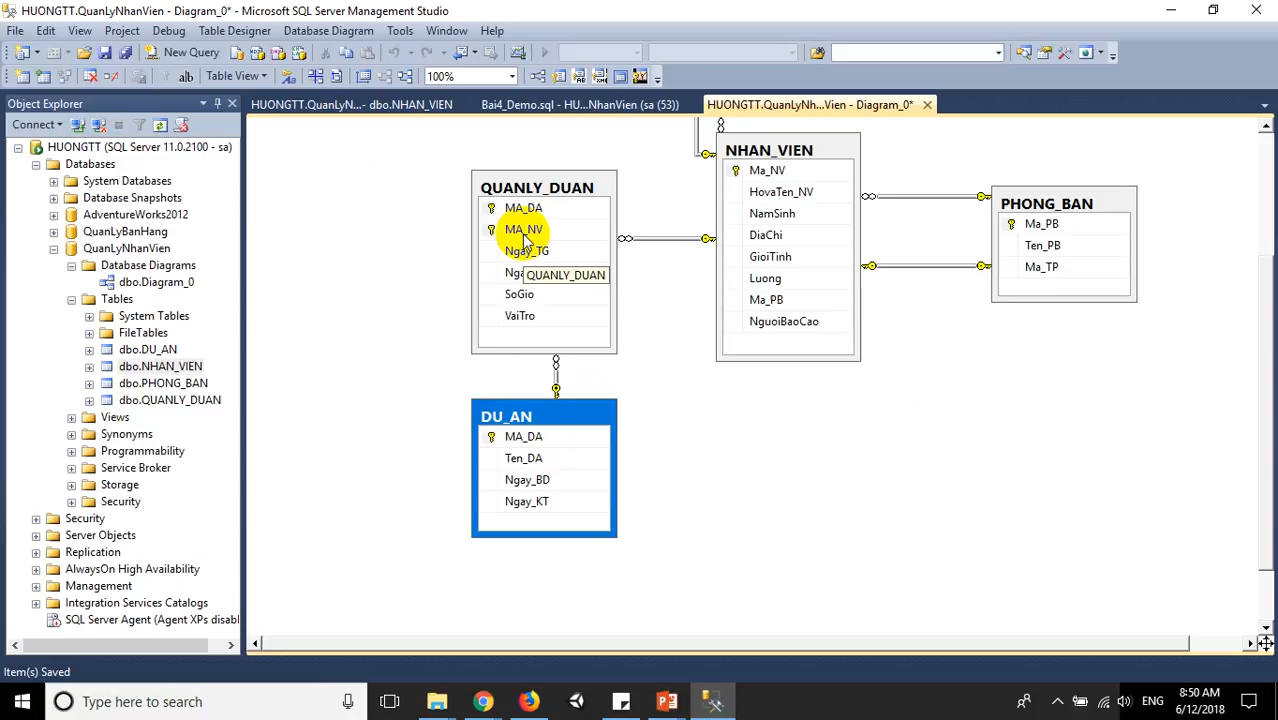 HUONGTT.QuanLyNhanVien - Diagram_0* - Microsoft SQL Server Management Studio
File Edit View Project Debug Table Designer Database Diagram Tools Window Help
New Query
Table View 100%
Object Explorer
HUONGTT.QuanLyN...- dbo.NHAN_VIEN Bai4_Demo.sql - HU...NhanVien (sa (53)) HUONGTT.QuanLyNh...Vien - Diagram_0*
Connect
HUONGTT (SQL Server 11.0.2100 - sa)
Databases
System Databases
Database Snapshots
AdventureWorks2012
QuanLyBanHang
QuanLyNhanVien
Database Diagrams
dbo.Diagram_0
Tables
System Tables
FileTables
dbo.DU_AN
dbo.NHAN_VIEN
dbo.PHONG_BAN
dbo.QUANLY_DUAN
Views
Synonyms
Programmability
Service Broker
Storage
Security
Security
Server Objects
Replication
AlwaysOn High Availability
Management
Integration Services Catalogs
SQL Server Agent (Agent XPs disabl
QUANLY_DUAN
MA_DA
MA_NV
Ngay_TG
Nga
QUANLY_DUAN
SoGio
VaiTro
DU_AN
MA_DA
Ten_DA
Ngay_BD
Ngay_KT
NHAN_VIEN
Ma_NV
HovaTen_NV
NamSinh
DiaChi
GioiTinh
Luong
Ma_PB
NguoiBaoCao
PHONG_BAN
Ma_PB
Ten_PB
Ma_TP
Item(s) Saved
Type here to search
ENG
8:50 AM
6/12/2018